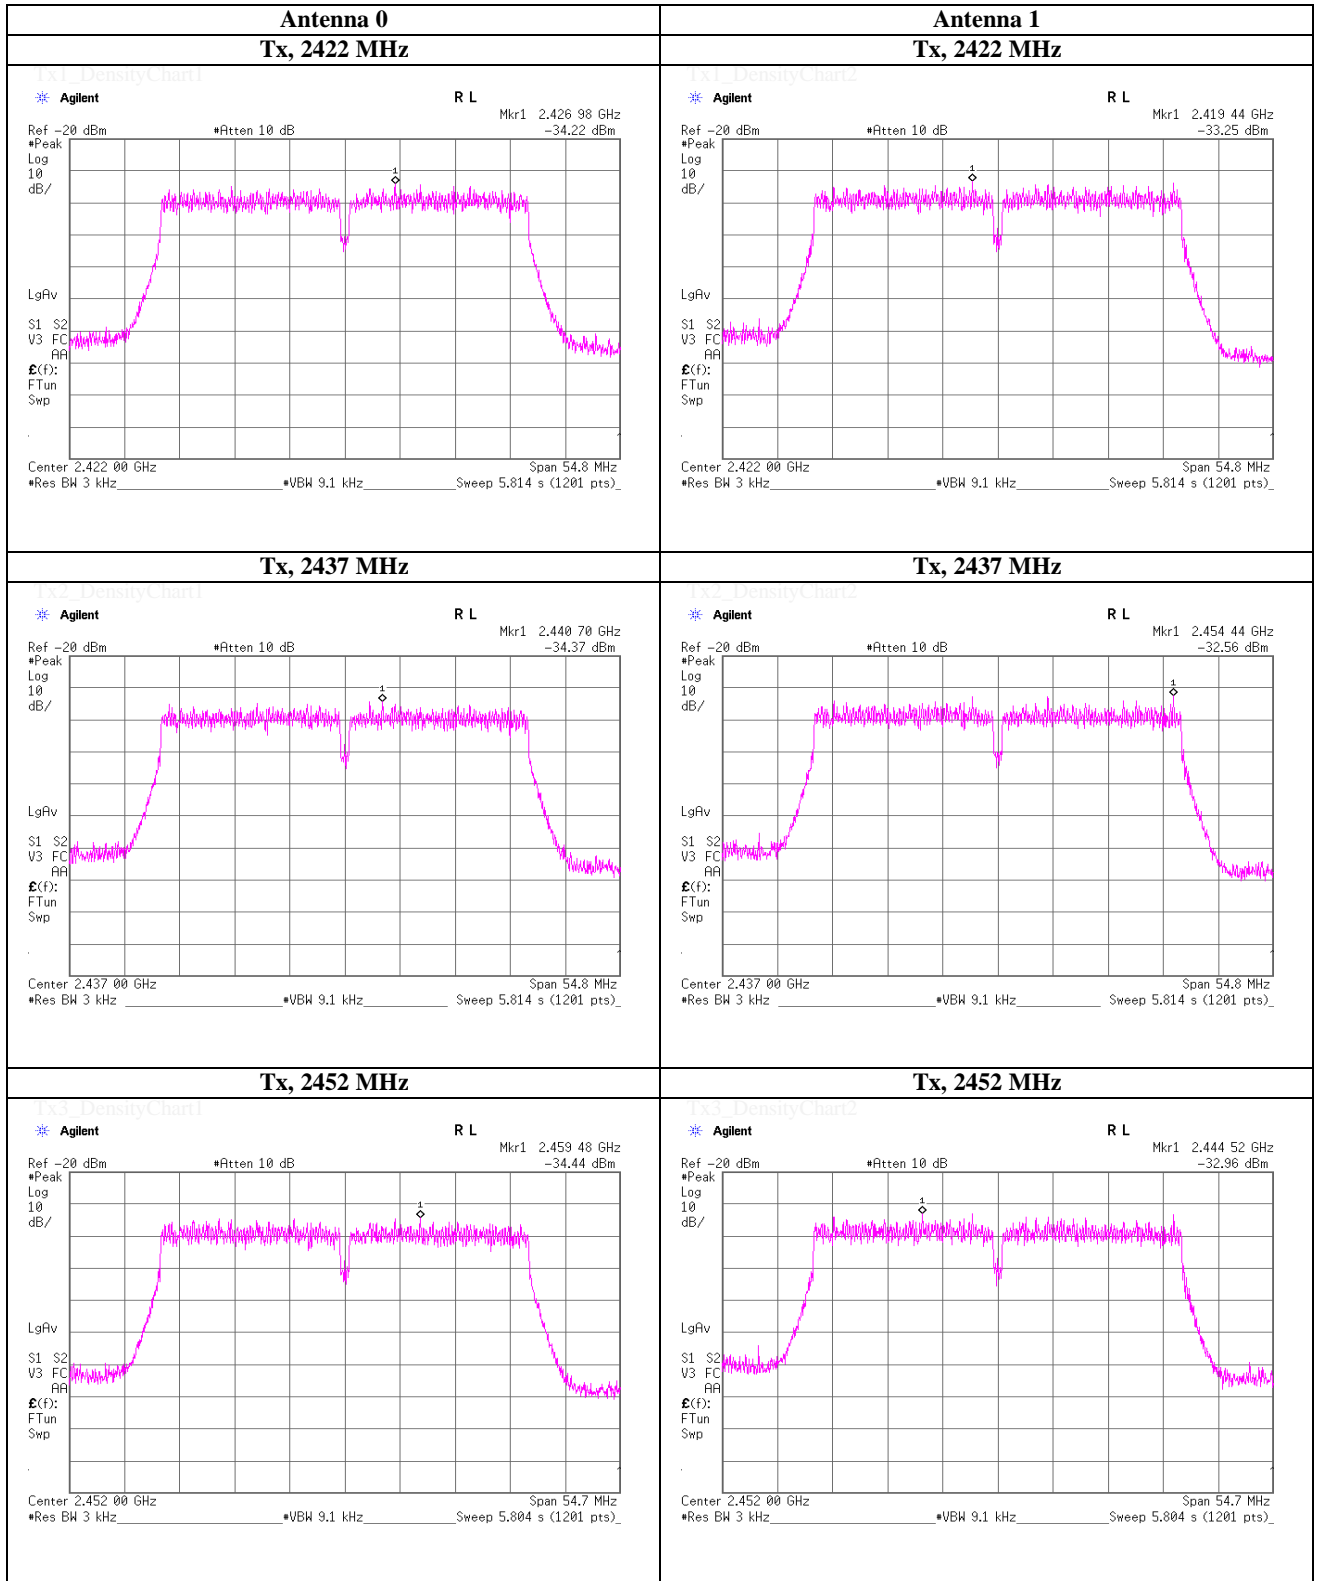 Antenna 0
Antenna 1
Tx, 2422 MHz
Tx, 2422 MHz
Tx1_DensityChart1
Agilent
R L
Mkr1 2.426 98 GHz
Ref -20 dBm #Atten 10 dB -34.22 dBm
#Peak
Log
10
dB/
1
LgAv
S1 S2
V3 FC
AA
£(f):
FTun
Swp
Center 2.422 00 GHz Span 54.8 MHz
#Res BW 3 kHz #VBW 9.1 kHz Sweep 5.814 s (1201 pts)
Tx1_DensityChart2
Agilent
R L
Mkr1 2.419 44 GHz
Ref -20 dBm #Atten 10 dB -33.25 dBm
#Peak
Log
10
dB/
1
LgAv
S1 S2
V3 FC
AA
£(f):
FTun
Swp
Center 2.422 00 GHz Span 54.8 MHz
#Res BW 3 kHz #VBW 9.1 kHz Sweep 5.814 s (1201 pts)
Tx, 2437 MHz
Tx, 2437 MHz
Tx2_DensityChart1
Agilent
R L
Mkr1 2.440 70 GHz
Ref -20 dBm #Atten 10 dB -34.37 dBm
#Peak
Log
10
dB/
1
LgAv
S1 S2
V3 FC
AA
£(f):
FTun
Swp
Center 2.437 00 GHz Span 54.8 MHz
#Res BW 3 kHz #VBW 9.1 kHz Sweep 5.814 s (1201 pts)
Tx2_DensityChart2
Agilent
R L
Mkr1 2.454 44 GHz
Ref -20 dBm #Atten 10 dB -32.56 dBm
#Peak
Log
10
dB/
1
LgAv
S1 S2
V3 FC
AA
£(f):
FTun
Swp
Center 2.437 00 GHz Span 54.8 MHz
#Res BW 3 kHz #VBW 9.1 kHz Sweep 5.814 s (1201 pts)
Tx, 2452 MHz
Tx, 2452 MHz
Tx3_DensityChart1
Agilent
R L
Mkr1 2.459 48 GHz
Ref -20 dBm #Atten 10 dB -34.44 dBm
#Peak
Log
10
dB/
1
LgAv
S1 S2
V3 FC
AA
£(f):
FTun
Swp
Center 2.452 00 GHz Span 54.7 MHz
#Res BW 3 kHz #VBW 9.1 kHz Sweep 5.804 s (1201 pts)
Tx3_DensityChart2
Agilent
R L
Mkr1 2.444 52 GHz
Ref -20 dBm #Atten 10 dB -32.96 dBm
#Peak
Log
10
dB/
1
LgAv
S1 S2
V3 FC
AA
£(f):
FTun
Swp
Center 2.452 00 GHz Span 54.7 MHz
#Res BW 3 kHz #VBW 9.1 kHz Sweep 5.804 s (1201 pts)